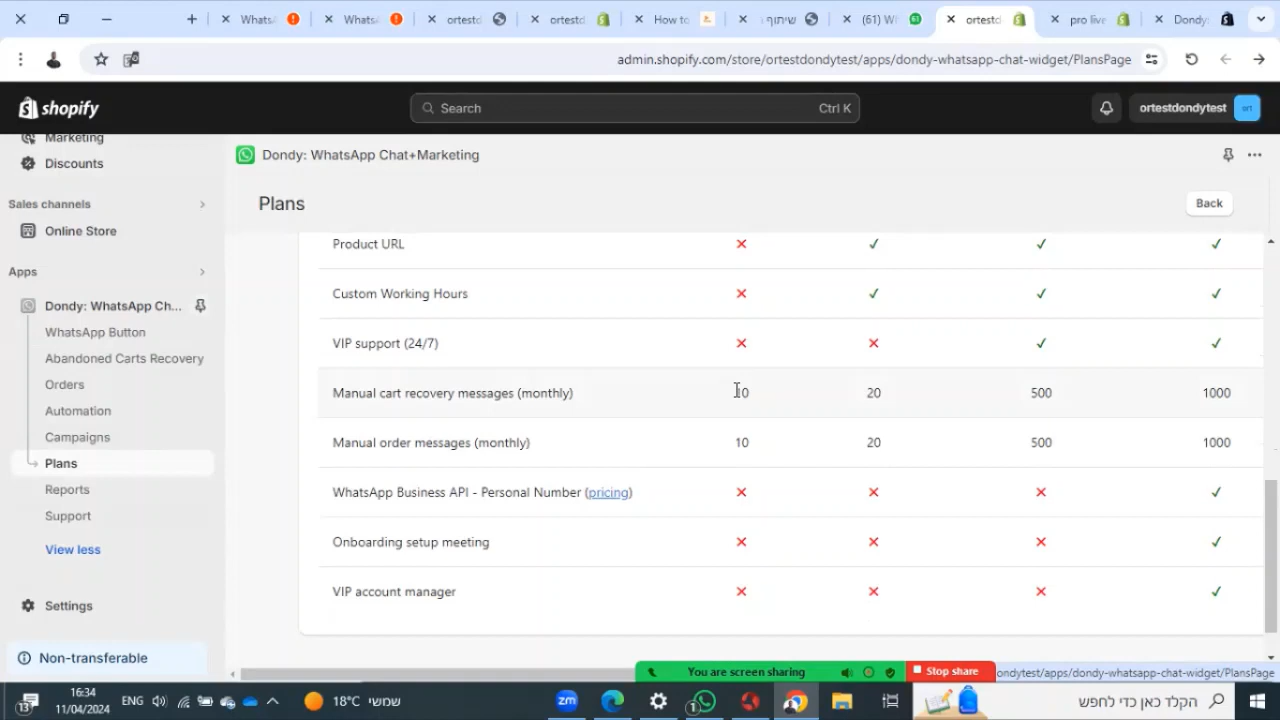 Whats
Whats
ortestd
ortestd
How to
שיתוף
(61) W
ortestd
pro live
Dondy
admin.shopify.com/store/ortestdondytest/apps/dondy-whatsapp-chat-widget/PlansPage
shopify
Search
Ctrl K
ortestdondytest
ort
Marketing
Discounts
Sales channels
Online Store
Apps
Dondy: WhatsApp Ch...
WhatsApp Button
Abandoned Carts Recovery
Orders
Automation
Campaigns
Plans
Reports
Support
View less
Settings
Non-transferable
Dondy: WhatsApp Chat+Marketing
Plans
Back
Product URL ✕ ✓ ✓ ✓
Custom Working Hours ✕ ✓ ✓ ✓
VIP support (24/7) ✕ ✕ ✓ ✓
Manual cart recovery messages (monthly) 10 20 500 1000
Manual order messages (monthly) 10 20 500 1000
WhatsApp Business API - Personal Number (pricing) ✕ ✕ ✕ ✓
Onboarding setup meeting ✕ ✕ ✕ ✓
VIP account manager ✕ ✕ ✕ ✓
You are screen sharing
Stop share
ondytest/apps/dondy-whatsapp-chat-widget/PlansPage
13
16:34
11/04/2024
ENG
18°C
שמשי
zm
1
הקלד כאן כדי לחפש